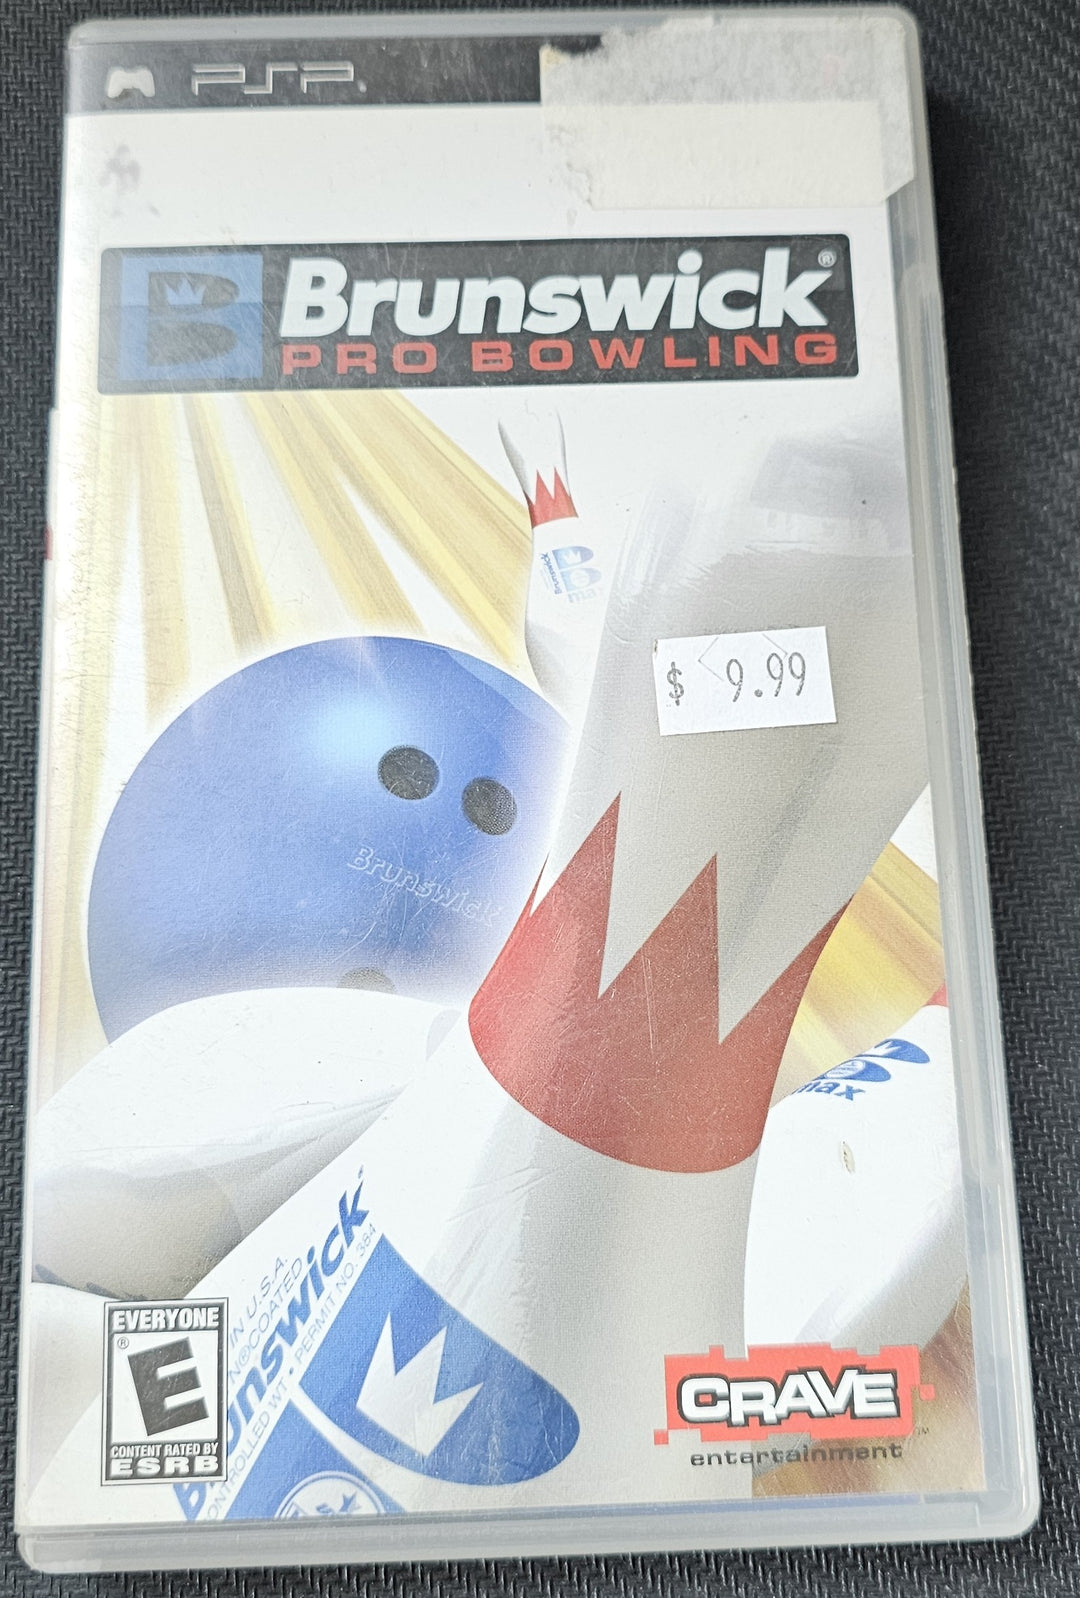 PSP
B
Brunswick®
PRO BOWLING
Brunswick
max
$ 9.99
Brunswick
max
IN U.S.A.
COATED
Brunswick
CONTROLLED WT. • PERMIT NO. 384
EVERYONE
E®
CONTENT RATED BY
ESRB
CRAVE
entertainment™